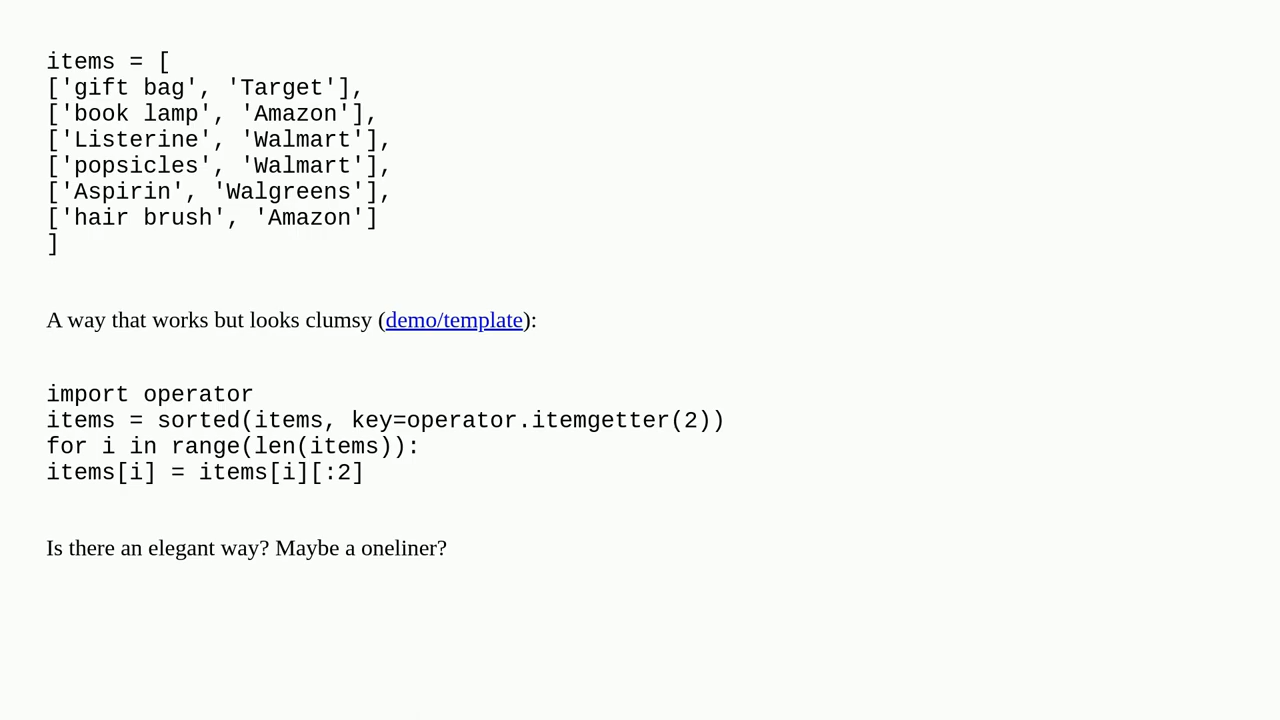 items = [
['gift bag', 'Target'],
['book lamp', 'Amazon'],
['Listerine', 'Walmart'],
['popsicles', 'Walmart'],
['Aspirin', 'Walgreens'],
['hair brush', 'Amazon']
]
A way that works but looks clumsy (demo/template):
import operator
items = sorted(items, key=operator.itemgetter(2))
for i in range(len(items)):
items[i] = items[i][:2]
Is there an elegant way? Maybe a oneliner?